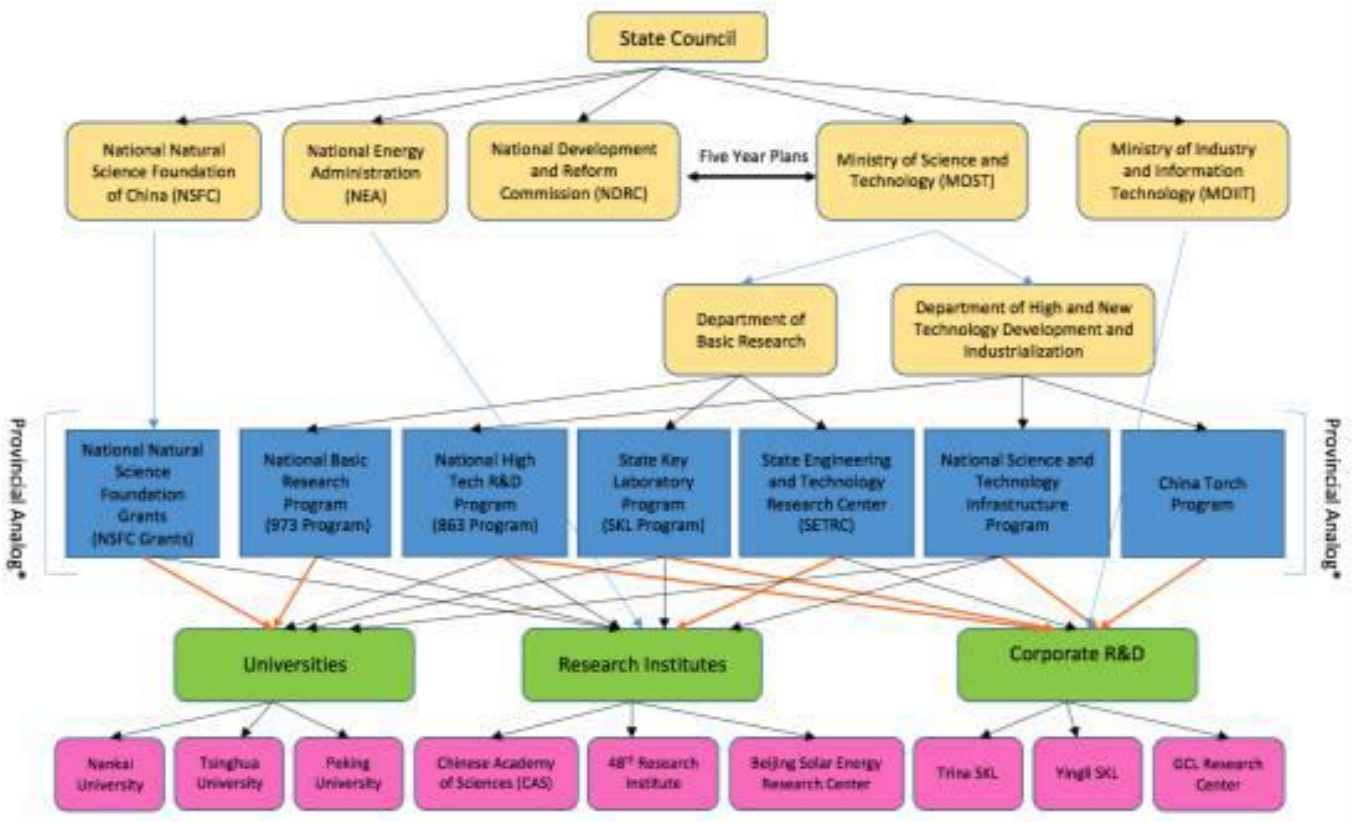 State Council
National Natural
Science Foundation
of China (NSFC)
National Energy
Administration
(NEA)
National Development
and Reform
Commission (NDRC)
Five Year Plans
Ministry of Science and
Technology (MOST)
Ministry of Industry
and Information
Technology (MOIIT)
Department of
Basic Research
Department of High and New
Technology Development and
Industrialization
Provincial Analog*
National Natural
Science
Foundation
Grants
(NSFC Grants)
National Basic
Research
Program
(973 Program)
National High
Tech R&D
Program
(863 Program)
State Key
Laboratory
Program
(SKL Program)
State Engineering
and Technology
Research Center
(SETRC)
National Science and
Technology
Infrastructure
Program
China Torch
Program
Provincial Analog*
Universities
Research Institutes
Corporate R&D
Nankai
University
Tsinghua
University
Peking
University
Chinese Academy
of Sciences (CAS)
48th Research
Institute
Beijing Solar Energy
Research Center
Trina SKL
Yingli SKL
GCL Research
Center